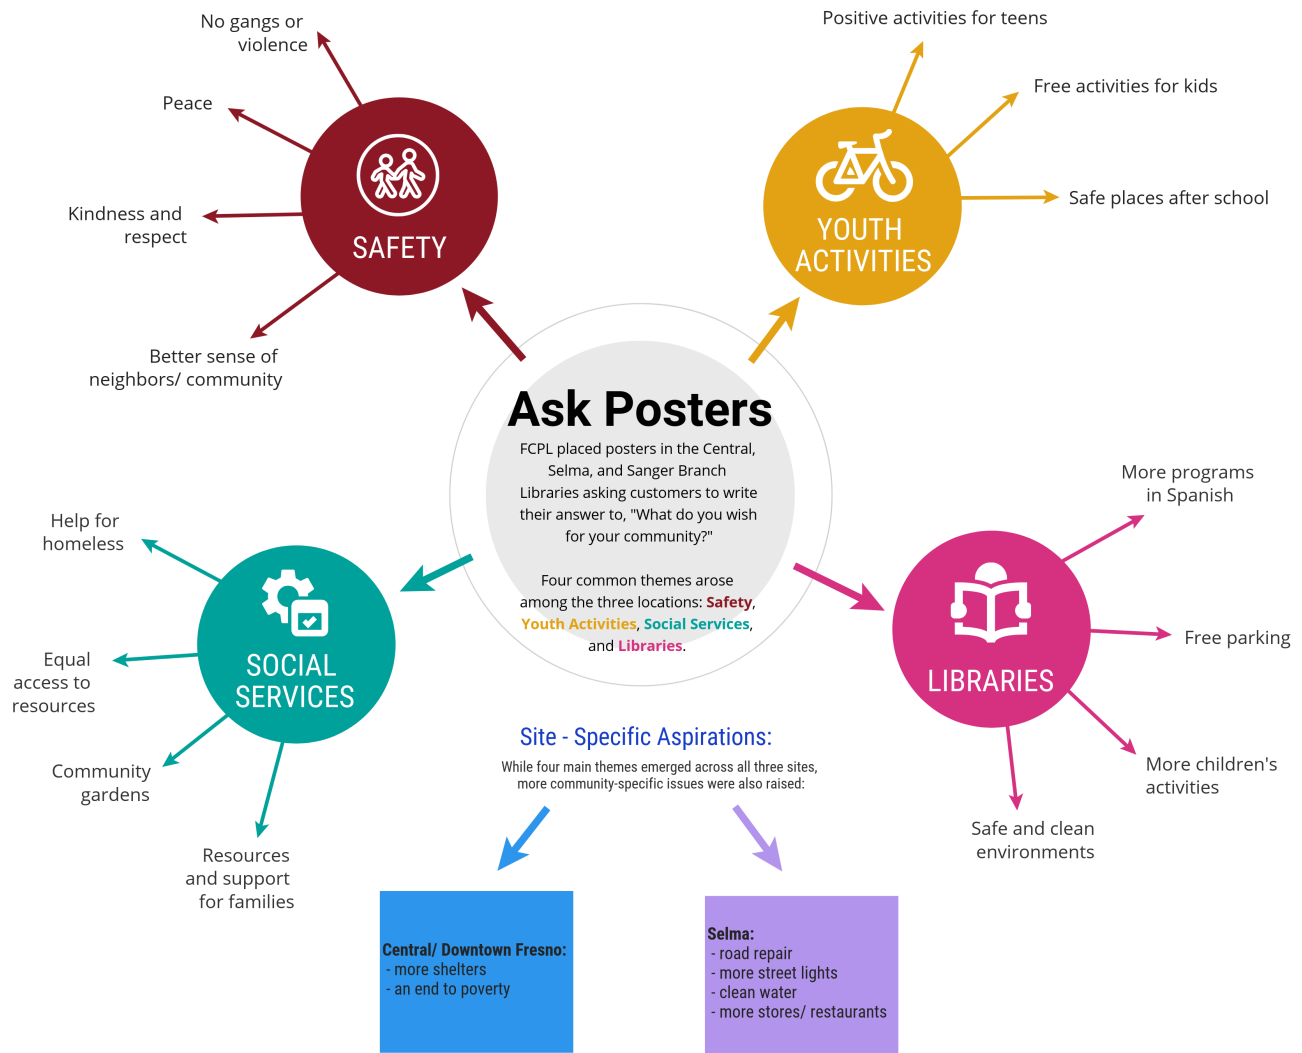 No gangs or
violence
Peace
Kindness and
respect
Better sense of
neighbors/ community
SAFETY
Positive activities for teens
Free activities for kids
Safe places after school
YOUTH
ACTIVITIES
Ask Posters
FCPL placed posters in the Central,
Selma, and Sanger Branch
Libraries asking customers to write
their answer to, "What do you wish
for your community?"
Four common themes arose
among the three locations: Safety,
Youth Activities, Social Services,
and Libraries.
Help for
homeless
Equal
access to
resources
Community
gardens
Resources
and support
for families
SOCIAL
SERVICES
More programs
in Spanish
Free parking
More children's
activities
Safe and clean
environments
LIBRARIES
Site - Specific Aspirations:
While four main themes emerged across all three sites,
more community-specific issues were also raised:
Central/ Downtown Fresno:
- more shelters
- an end to poverty
Selma:
- road repair
- more street lights
- clean water
- more stores/ restaurants